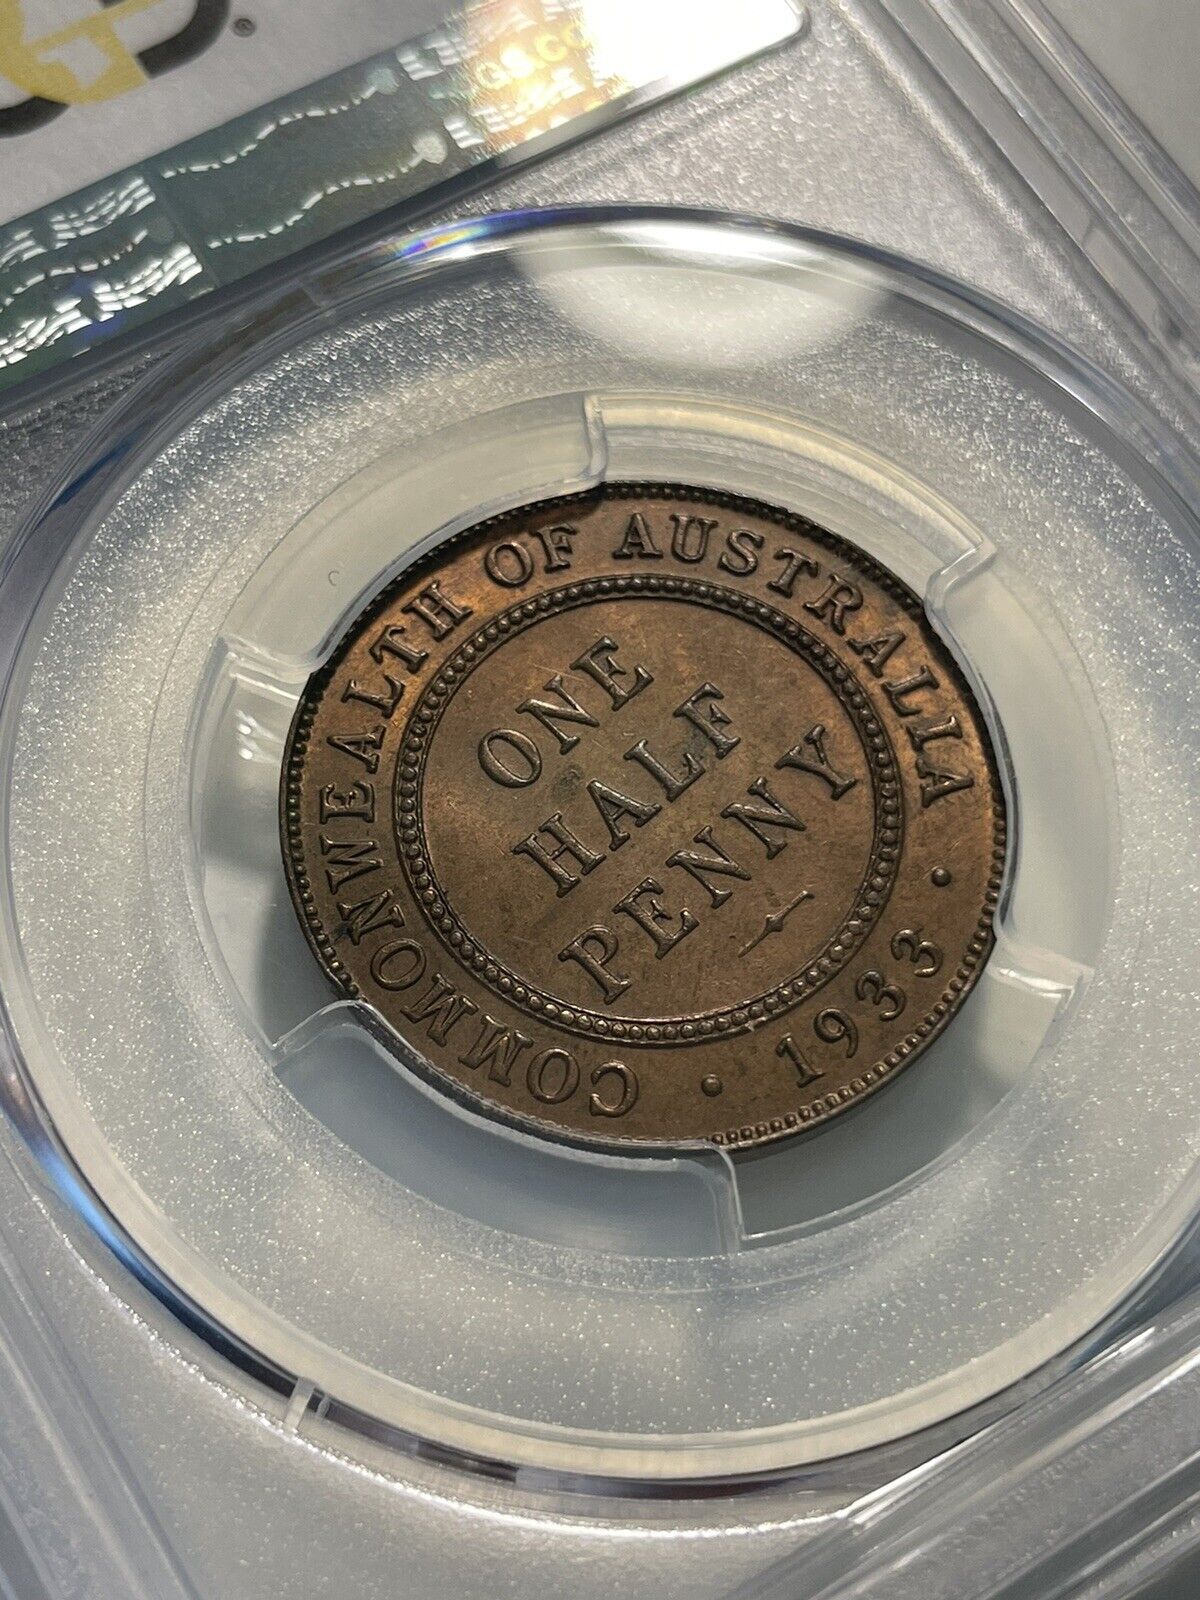 COMMONWEALTH OF AUSTRALIA
ONE
HALF
PENNY
· 1933 ·